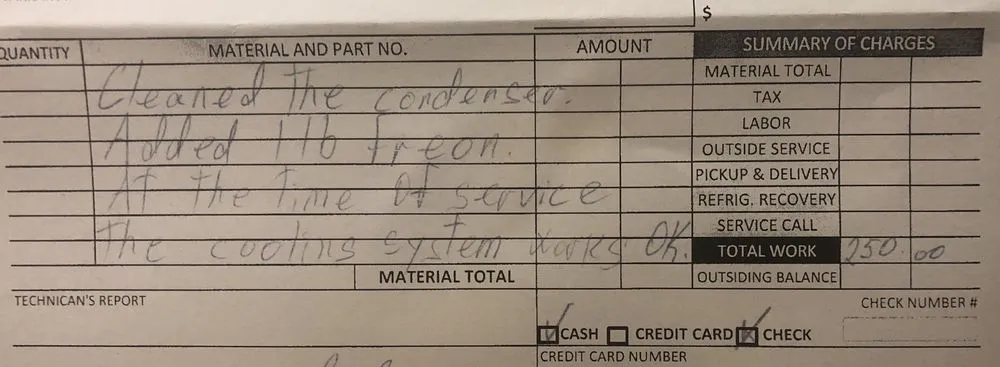 $
QUANTITY MATERIAL AND PART NO. AMOUNT SUMMARY OF CHARGES
Cleaned The condenser. MATERIAL TOTAL
TAX
Added 1lb Freon. LABOR
OUTSIDE SERVICE
At The Time Of service PICKUP & DELIVERY
REFRIG. RECOVERY
SERVICE CALL
The cooling system works OK. TOTAL WORK 250.00
MATERIAL TOTAL OUTSIDING BALANCE
TECHNICAN'S REPORT CHECK NUMBER #
CASH CREDIT CARD CHECK
CREDIT CARD NUMBER